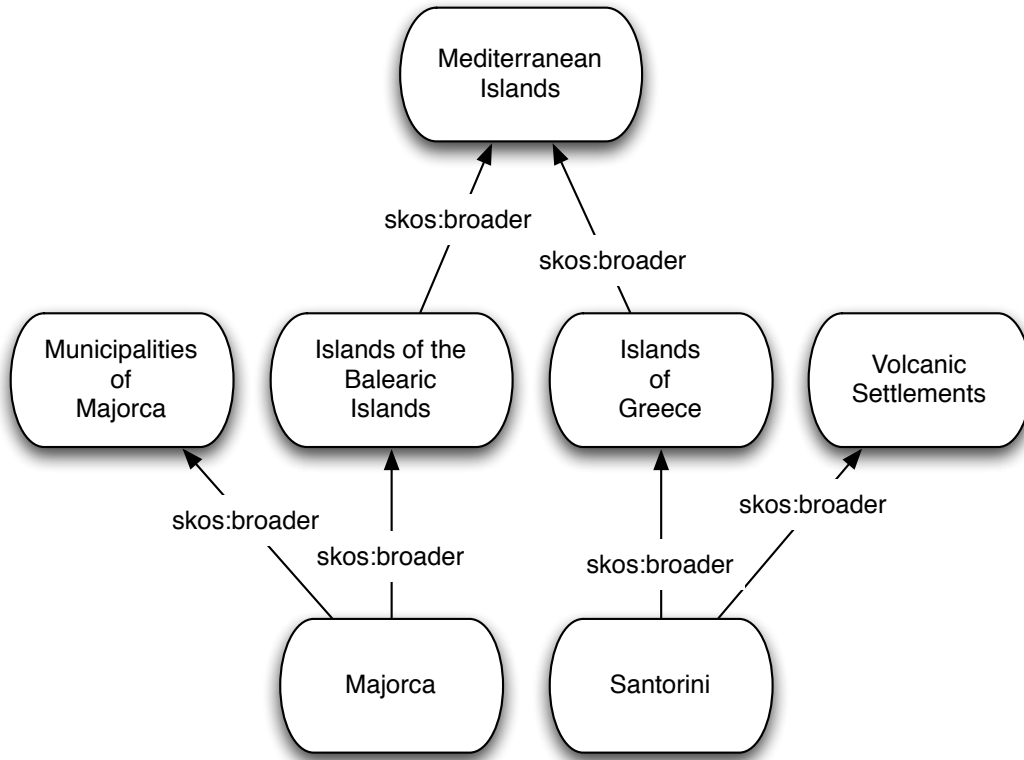 Mediterranean
Islands
skos:broader
skos:broader
Municipalities
of
Majorca
Islands of the
Balearic
Islands
Islands
of
Greece
Volcanic
Settlements
skos:broader
skos:broader
skos:broader
skos:broader
Majorca
Santorini